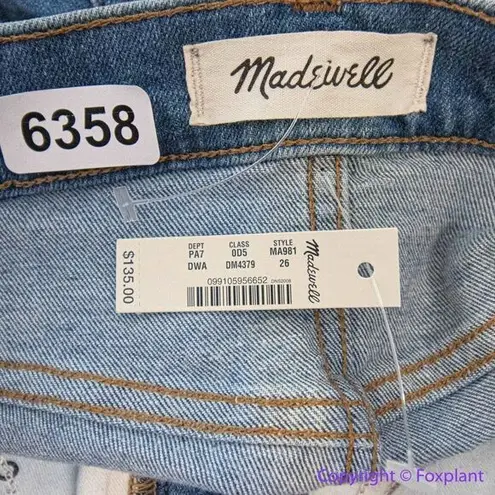 Madewell
6358
DEPT CLASS STYLE
PA7 0D5 MA981
DWA DM4379 26
099105956652
$135.00
Madewell
Copyright © Foxplant